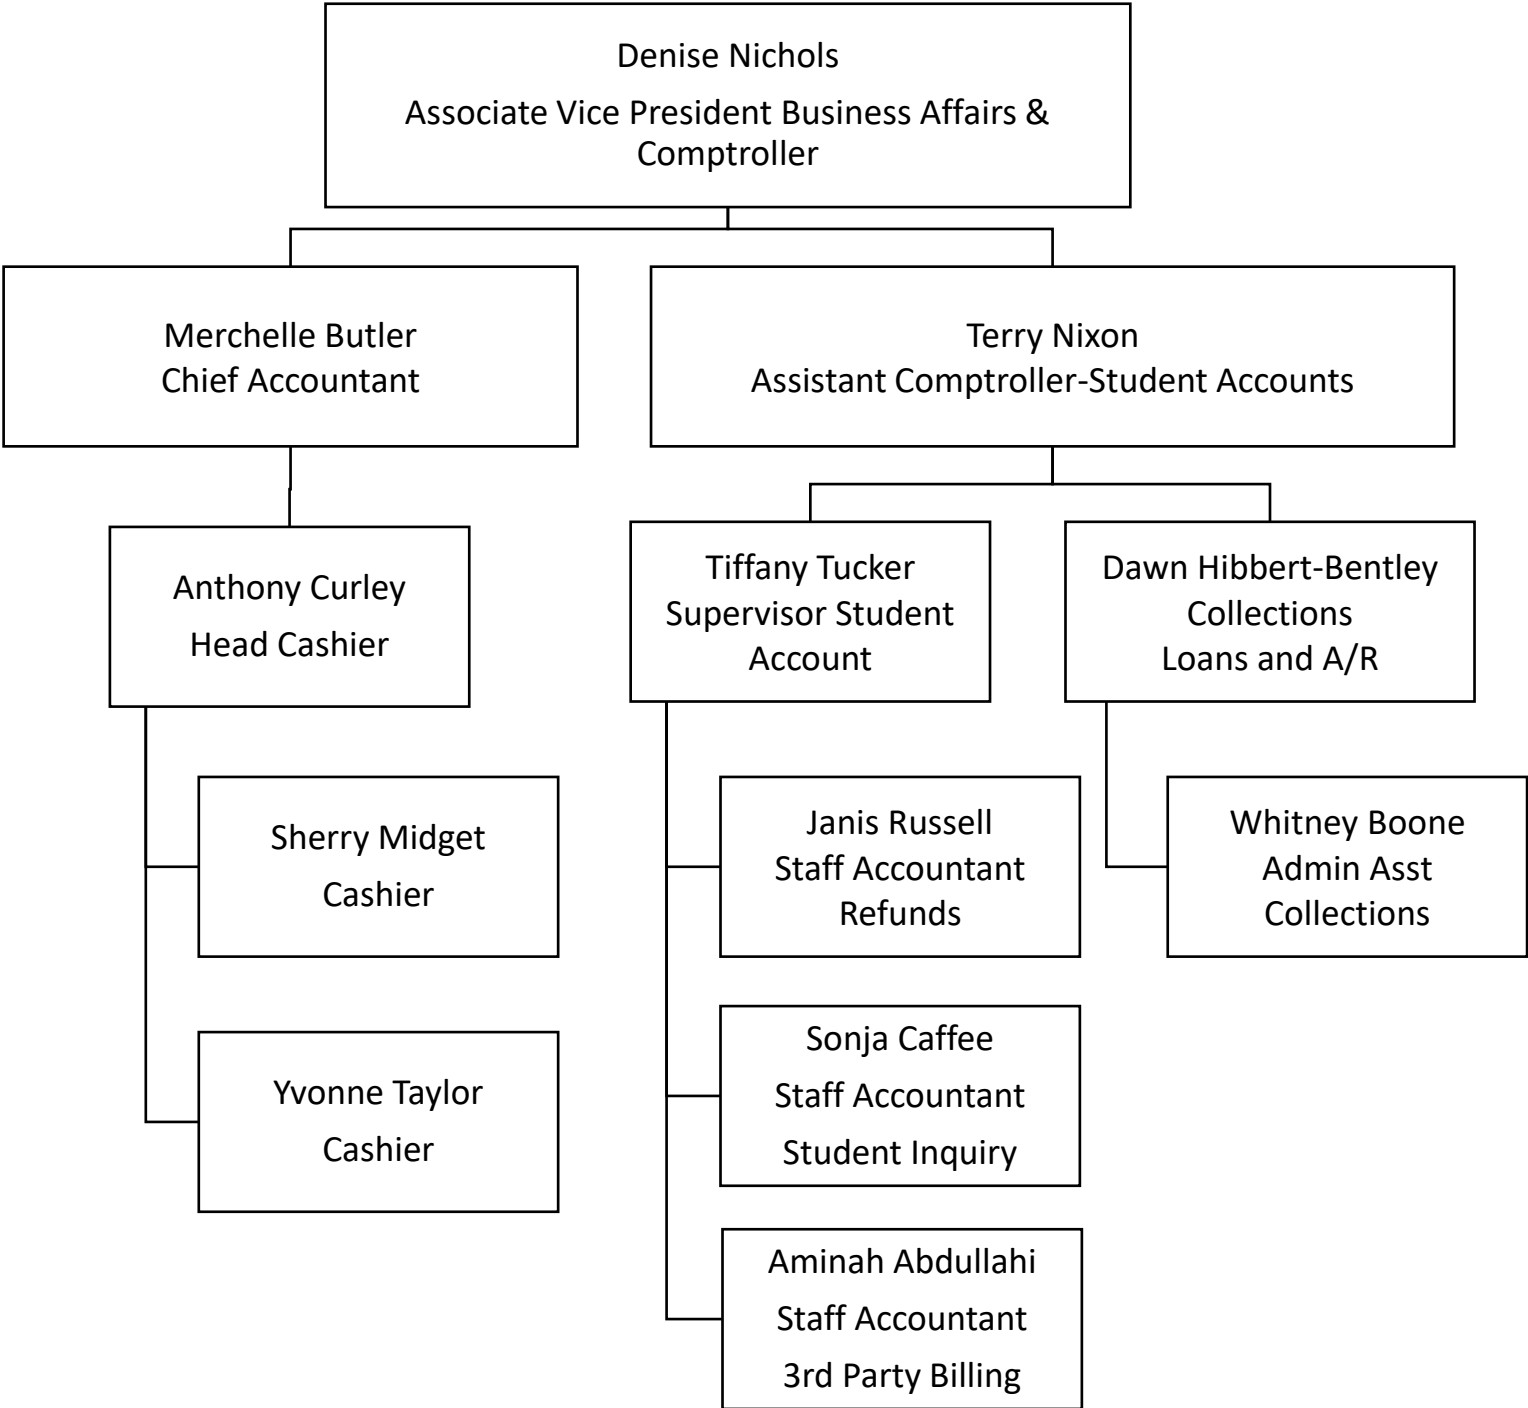 Denise Nichols
Associate Vice President Business Affairs &
Comptroller
Merchelle Butler
Chief Accountant
Terry Nixon
Assistant Comptroller-Student Accounts
Anthony Curley
Head Cashier
Tiffany Tucker
Supervisor Student
Account
Dawn Hibbert-Bentley
Collections
Loans and A/R
Sherry Midget
Cashier
Janis Russell
Staff Accountant
Refunds
Whitney Boone
Admin Asst
Collections
Yvonne Taylor
Cashier
Sonja Caffee
Staff Accountant
Student Inquiry
Aminah Abdullahi
Staff Accountant
3rd Party Billing